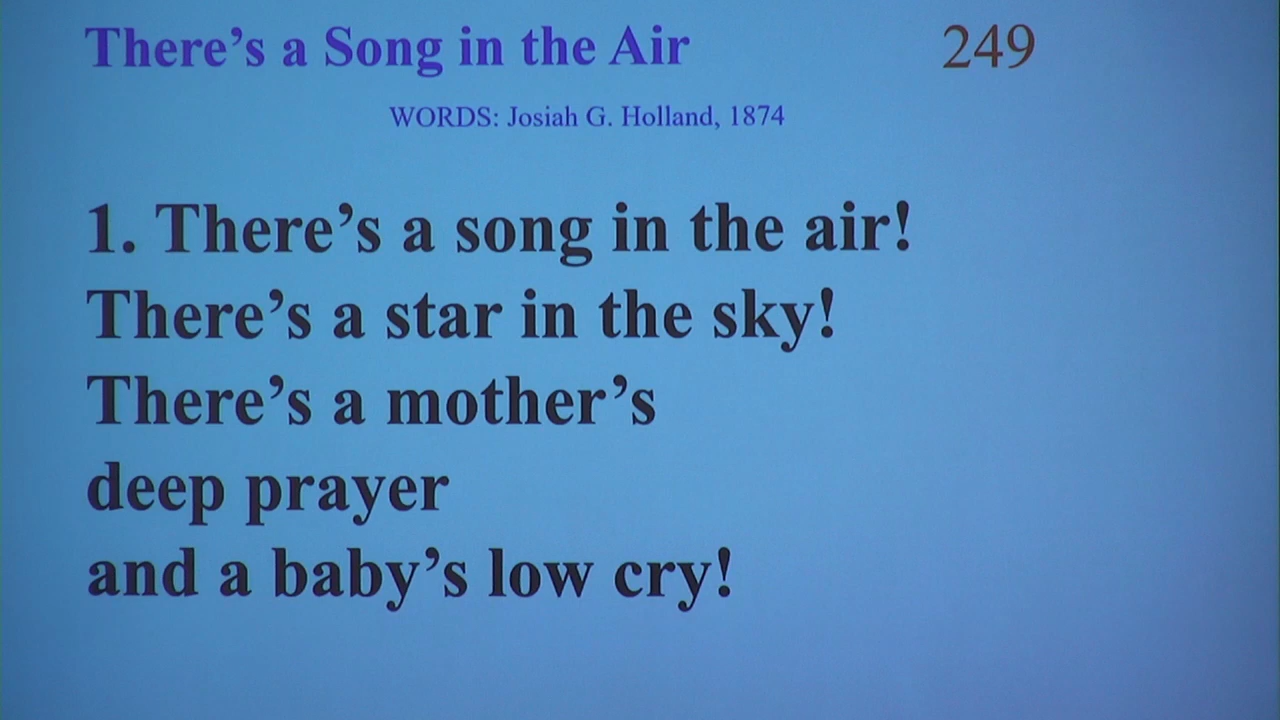 There’s a Song in the Air 249
WORDS: Josiah G. Holland, 1874
1. There’s a song in the air!
There’s a star in the sky!
There’s a mother’s
deep prayer
and a baby’s low cry!